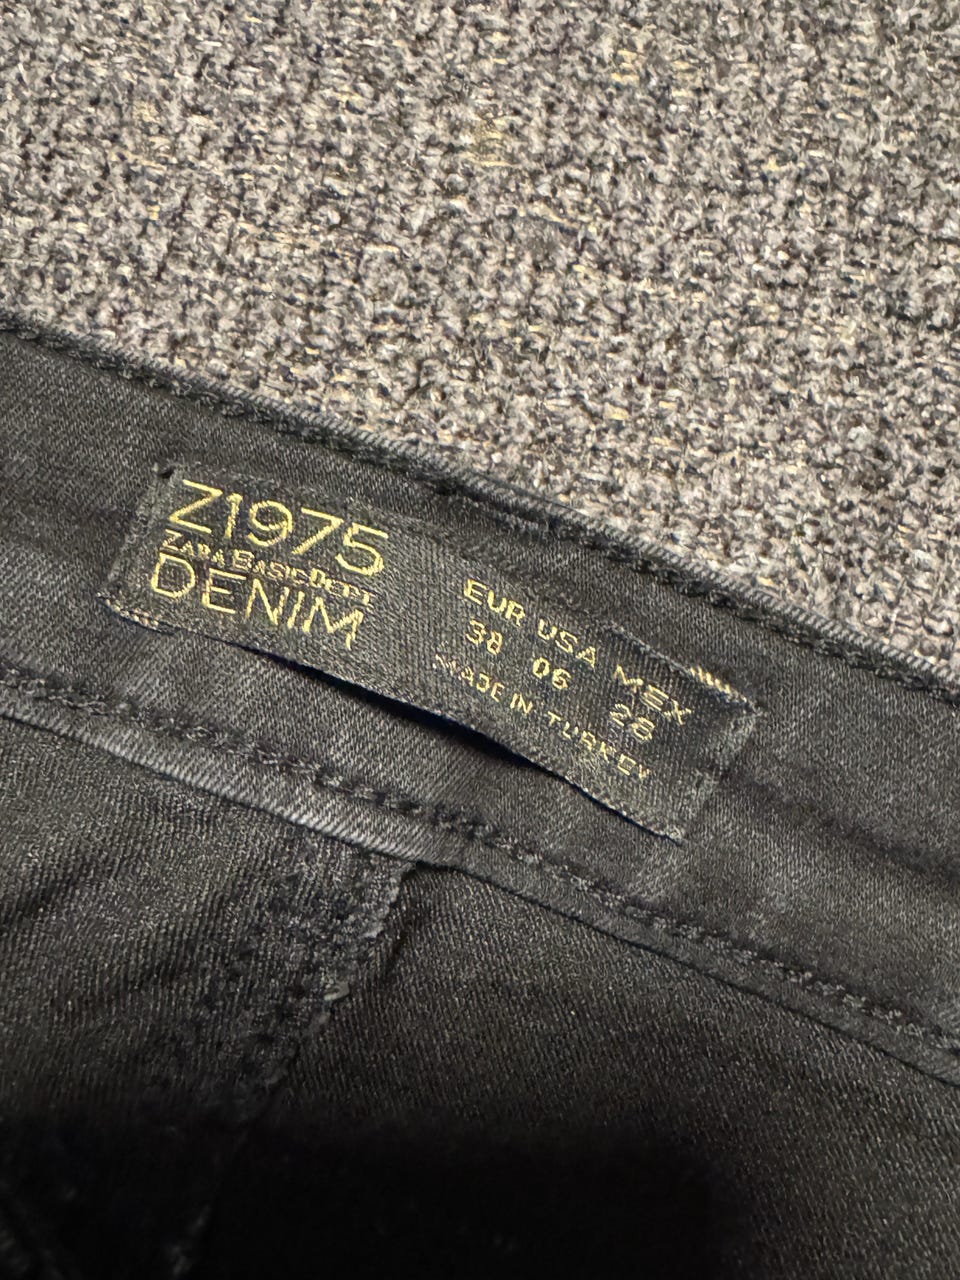 Z1975
ZARA BASIC DEPT
DENIM
EUR USA MEX
38 06 28
MADE IN TURKEY